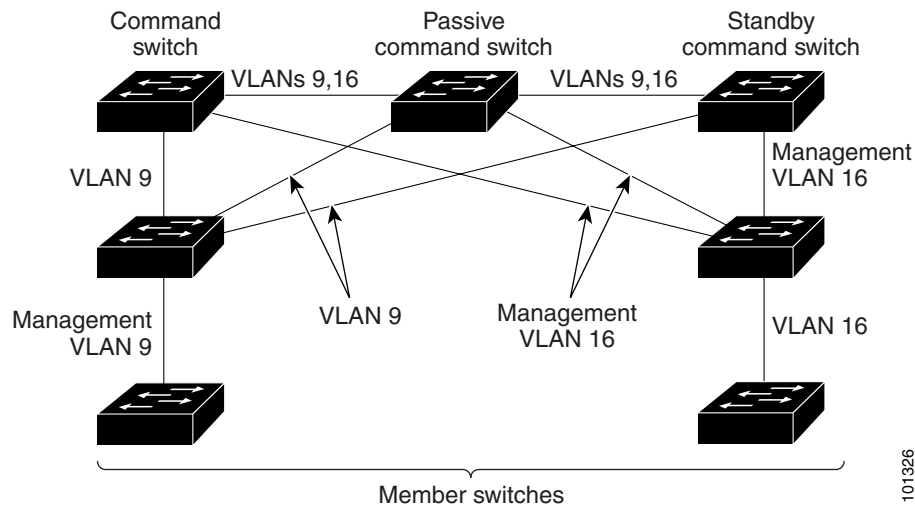 Command
switch
Passive
command switch
Standby
command switch
VLANs 9,16
VLANs 9,16
VLAN 9
Management
VLAN 16
Management
VLAN 9
VLAN 9
Management
VLAN 16
VLAN 16
Member switches
101326